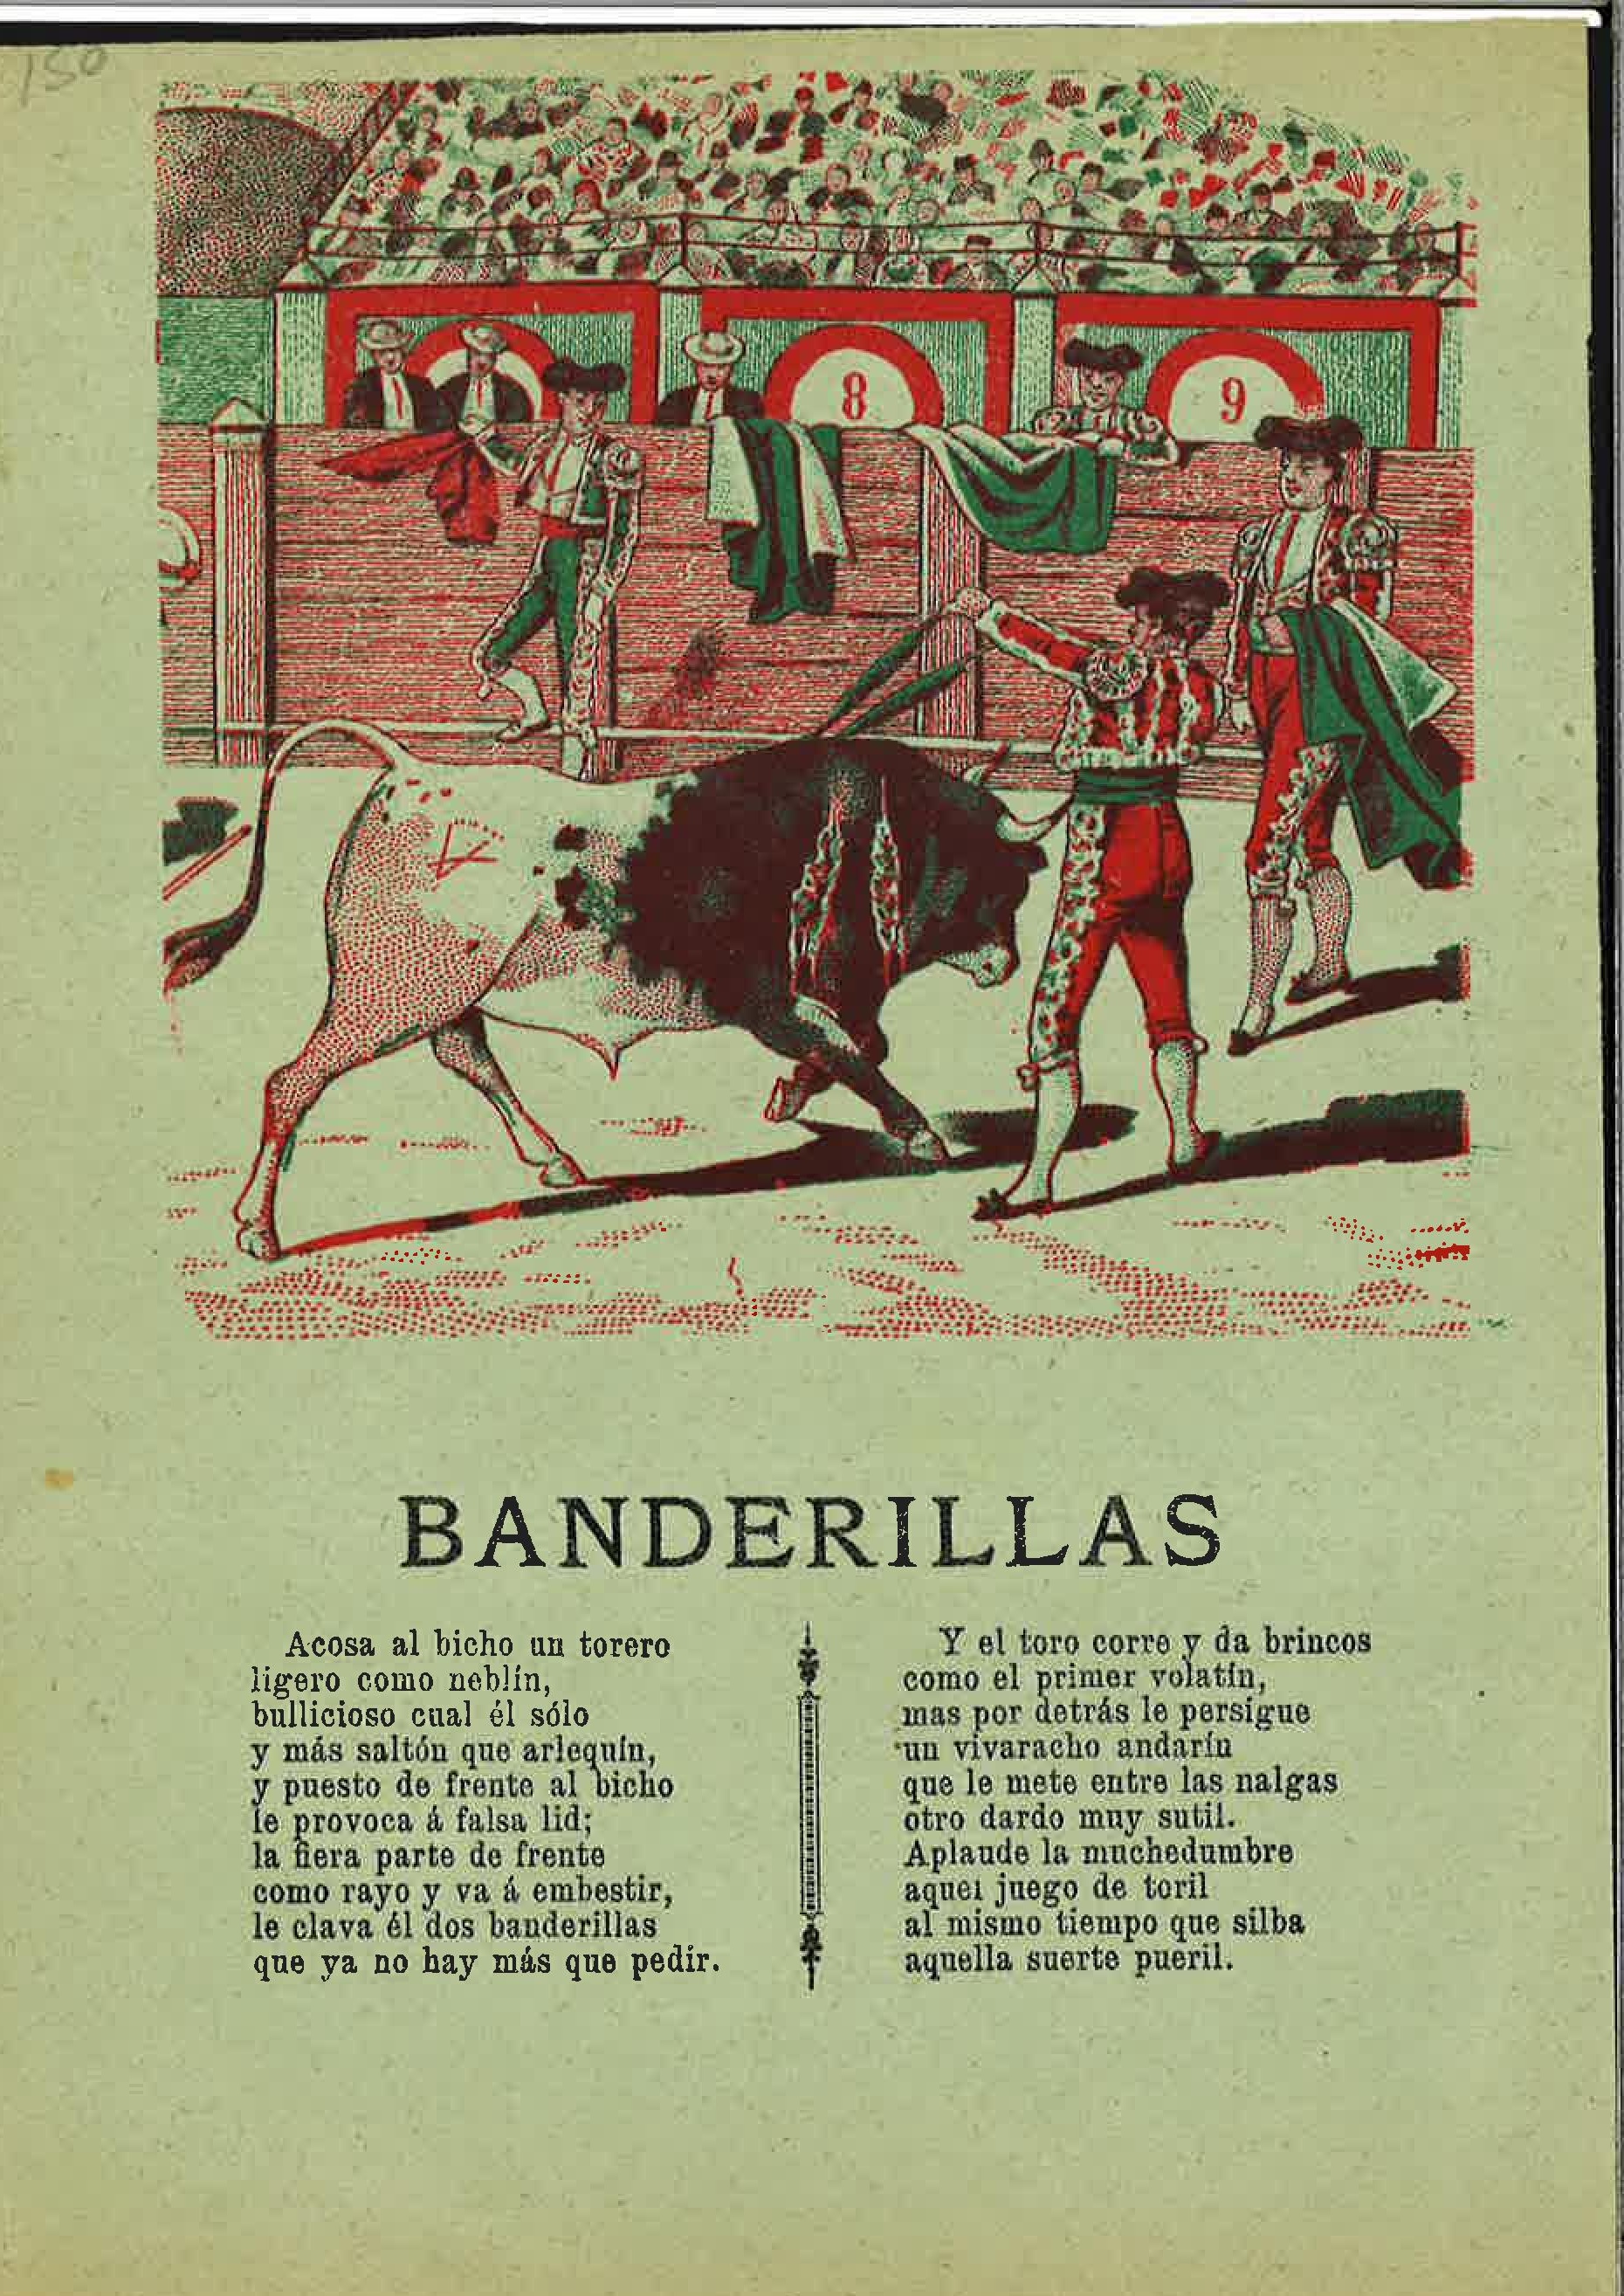 150
8
9
BANDERILLAS
Acosa al bicho un torero
ligero como neblín,
bullicioso cual él sólo
y más saltón que arlequín,
y puesto de frente al bicho
le provoca á falsa lid;
la fiera parte de frente
como rayo y va á embestir,
le clava él dos banderillas
que ya no hay más que pedir.
Y el toro corre y da brincos
como el primer volatín,
mas por detrás le persigue
un vivaracho andarín
que le mete entre las nalgas
otro dardo muy sutil.
Aplaude la muchedumbre
aquel juego de toril
al mismo tiempo que silba
aquella suerte pueril.